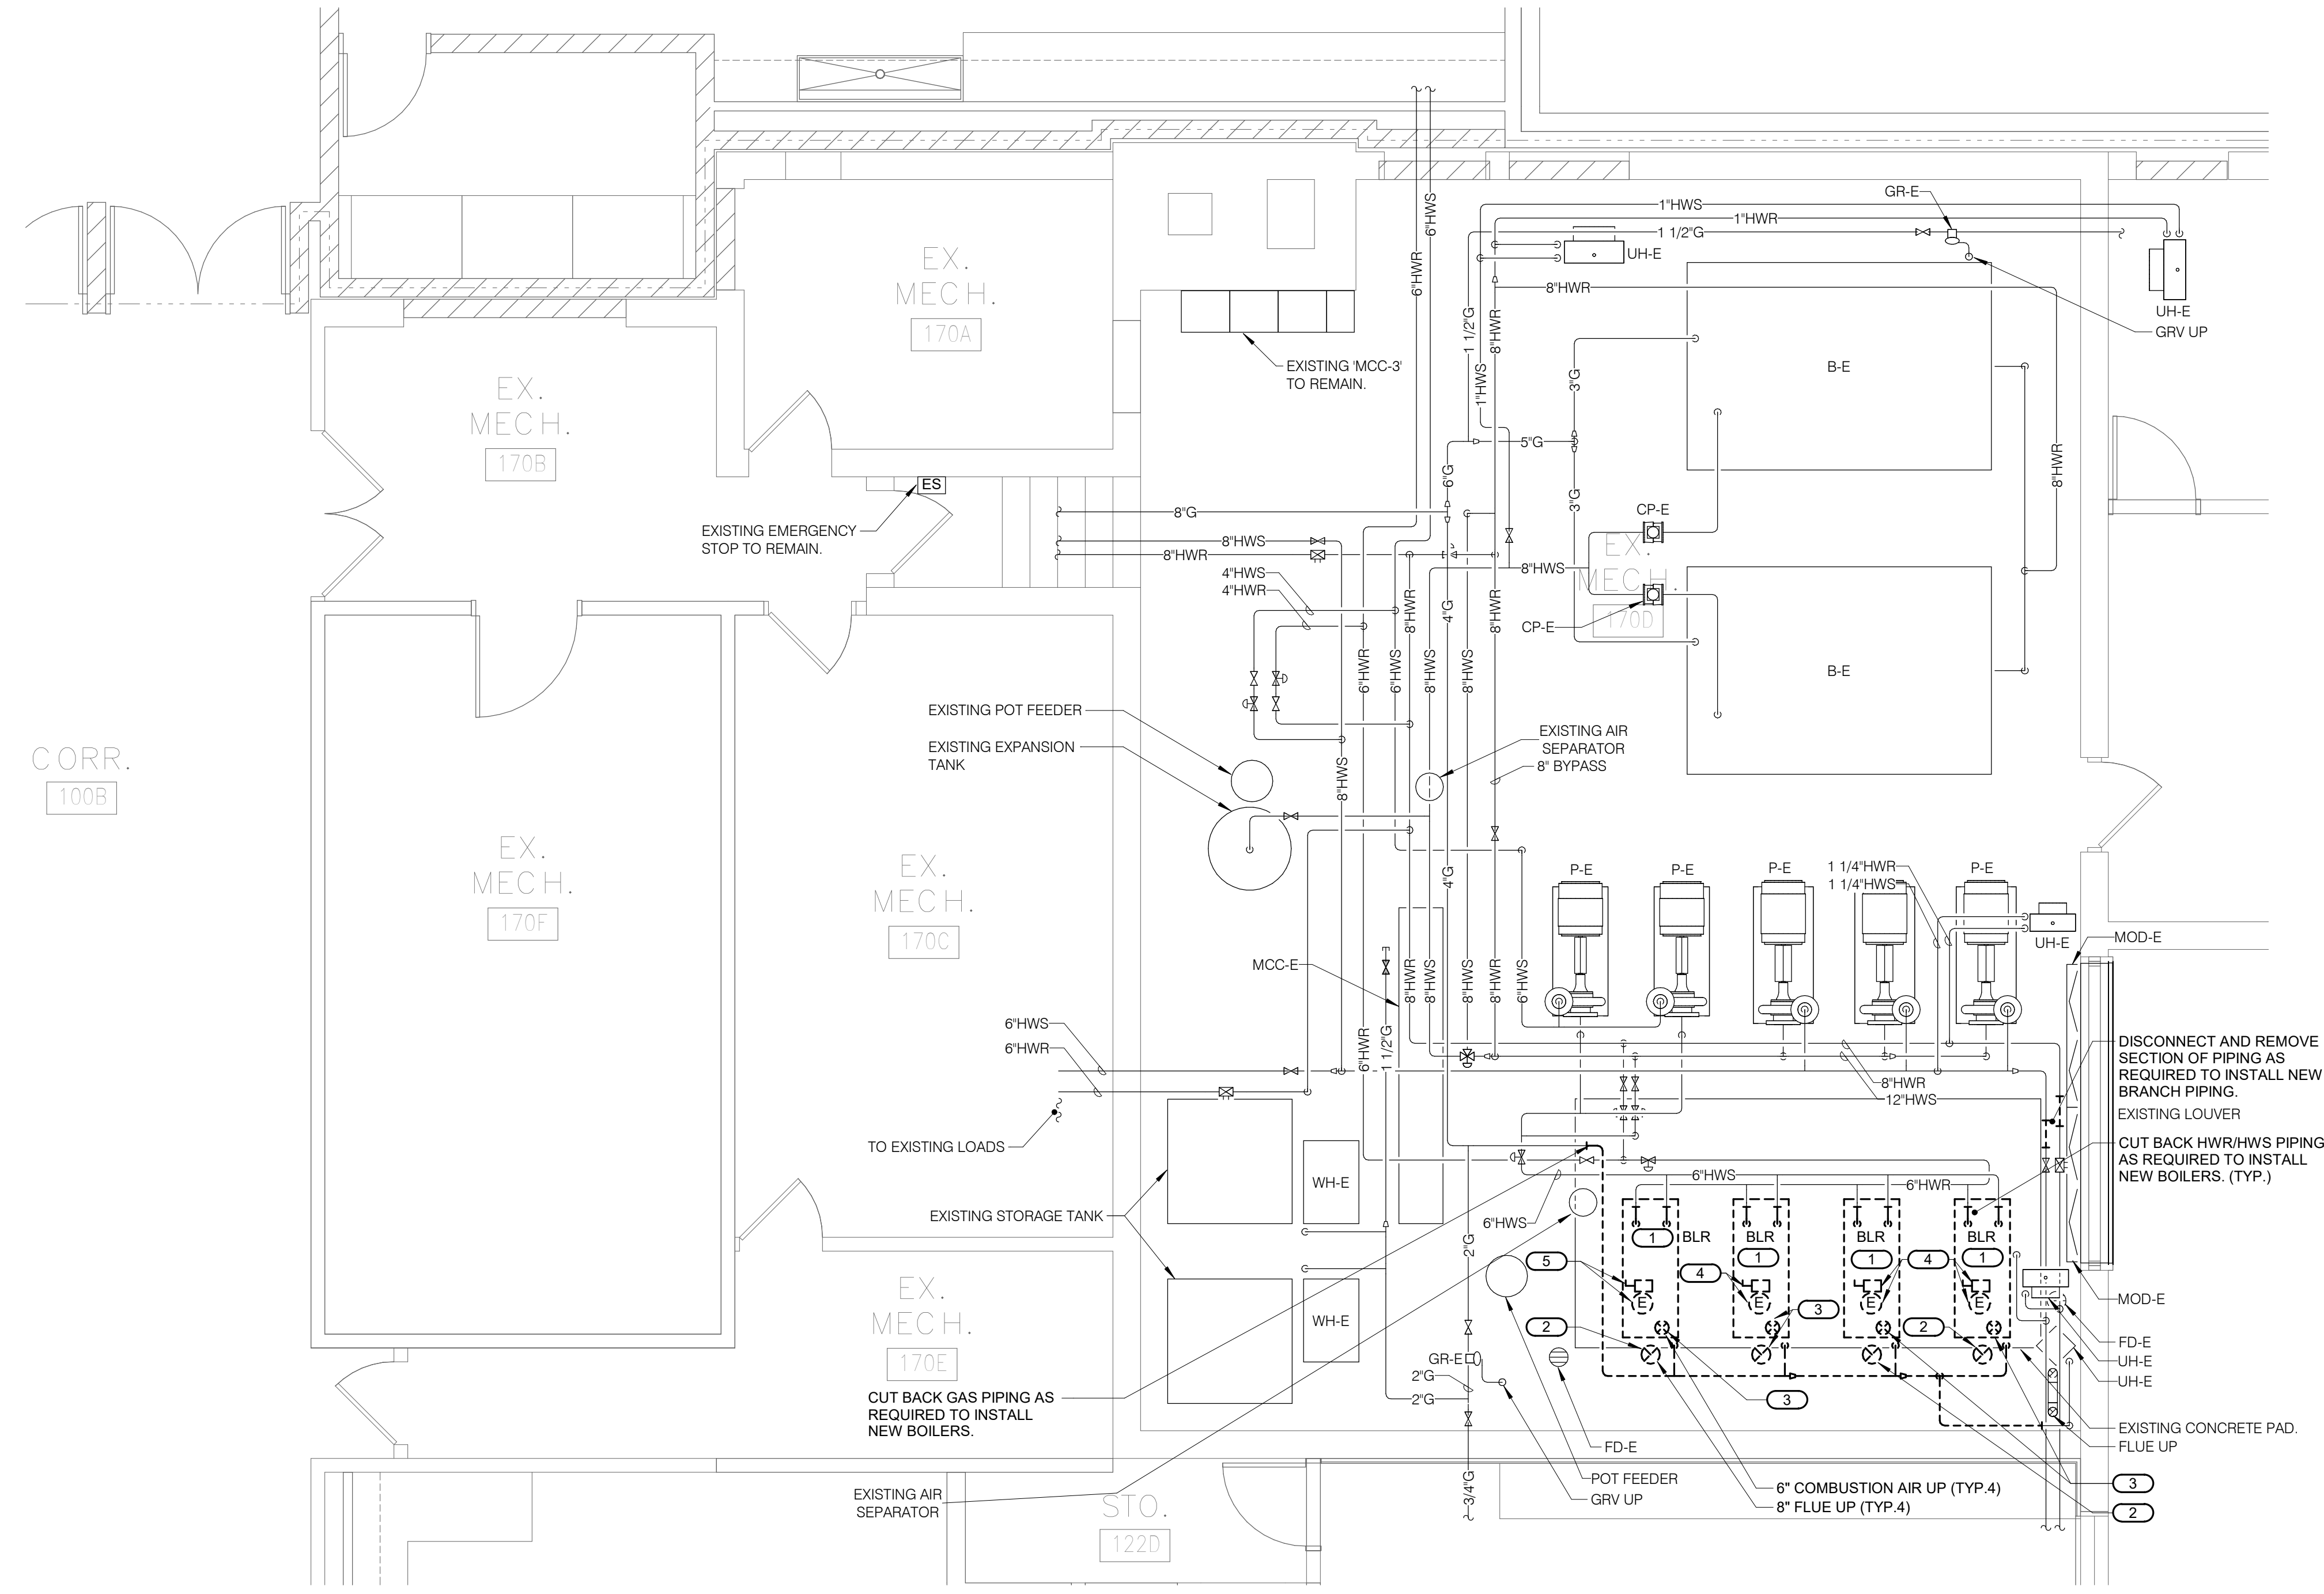 GR-E
1"HWS
1"HWR
1 1/2"G
6"HWS
6"HWR
UH-E
EX.
MECH.
170A
8"HWR
UH-E
GRV UP
1 1/2"G
8"HWR
EXISTING 'MCC-3'
TO REMAIN.
1"HWS
3"G
B-E
EX.
MECH.
170B
5"G
6"G
8"HWR
ES
3"G
8"G
CP-E
EXISTING EMERGENCY
STOP TO REMAIN.
8"HWS
8"HWR
EX.
MECH.
170D
8"HWS
4"HWS
4"HWR
8"HWR
4"G
8"HWR
CP-E
6"HWR
6"HWS
8"HWS
8"HWS
B-E
EXISTING POT FEEDER
EXISTING EXPANSION
TANK
EXISTING AIR
SEPARATOR
8" BYPASS
8"HWS
CORR.
100B
EX.
MECH.
170F
EX.
MECH.
170C
4"G
P-E
P-E
P-E
1 1/4"HWR
1 1/4"HWS
P-E
UH-E
MOD-E
MCC-E
8"HWR
8"HWS
8"HWS
8"HWR
6"HWS
6"HWS
6"HWR
6"HWR
1 1/2"G
DISCONNECT AND REMOVE
SECTION OF PIPING AS
REQUIRED TO INSTALL NEW
BRANCH PIPING.
8"HWR
12"HWS
EXISTING LOUVER
TO EXISTING LOADS
CUT BACK HWR/HWS PIPING
AS REQUIRED TO INSTALL
NEW BOILERS. (TYP.)
WH-E
6"HWS
6"HWR
EXISTING STORAGE TANK
6"HWS
2"G
1
BLR
BLR
1
BLR
1
BLR
1
5
4
4
E
E
E
E
3
2
2
MOD-E
EX.
MECH.
170E
WH-E
GR-E
2"G
2"G
FD-E
UH-E
UH-E
3
CUT BACK GAS PIPING AS
REQUIRED TO INSTALL
NEW BOILERS.
EXISTING CONCRETE PAD.
FLUE UP
FD-E
POT FEEDER
GRV UP
3/4"G
6" COMBUSTION AIR UP (TYP.4)
8" FLUE UP (TYP.4)
3
2
EXISTING AIR
SEPARATOR
STO.
122D